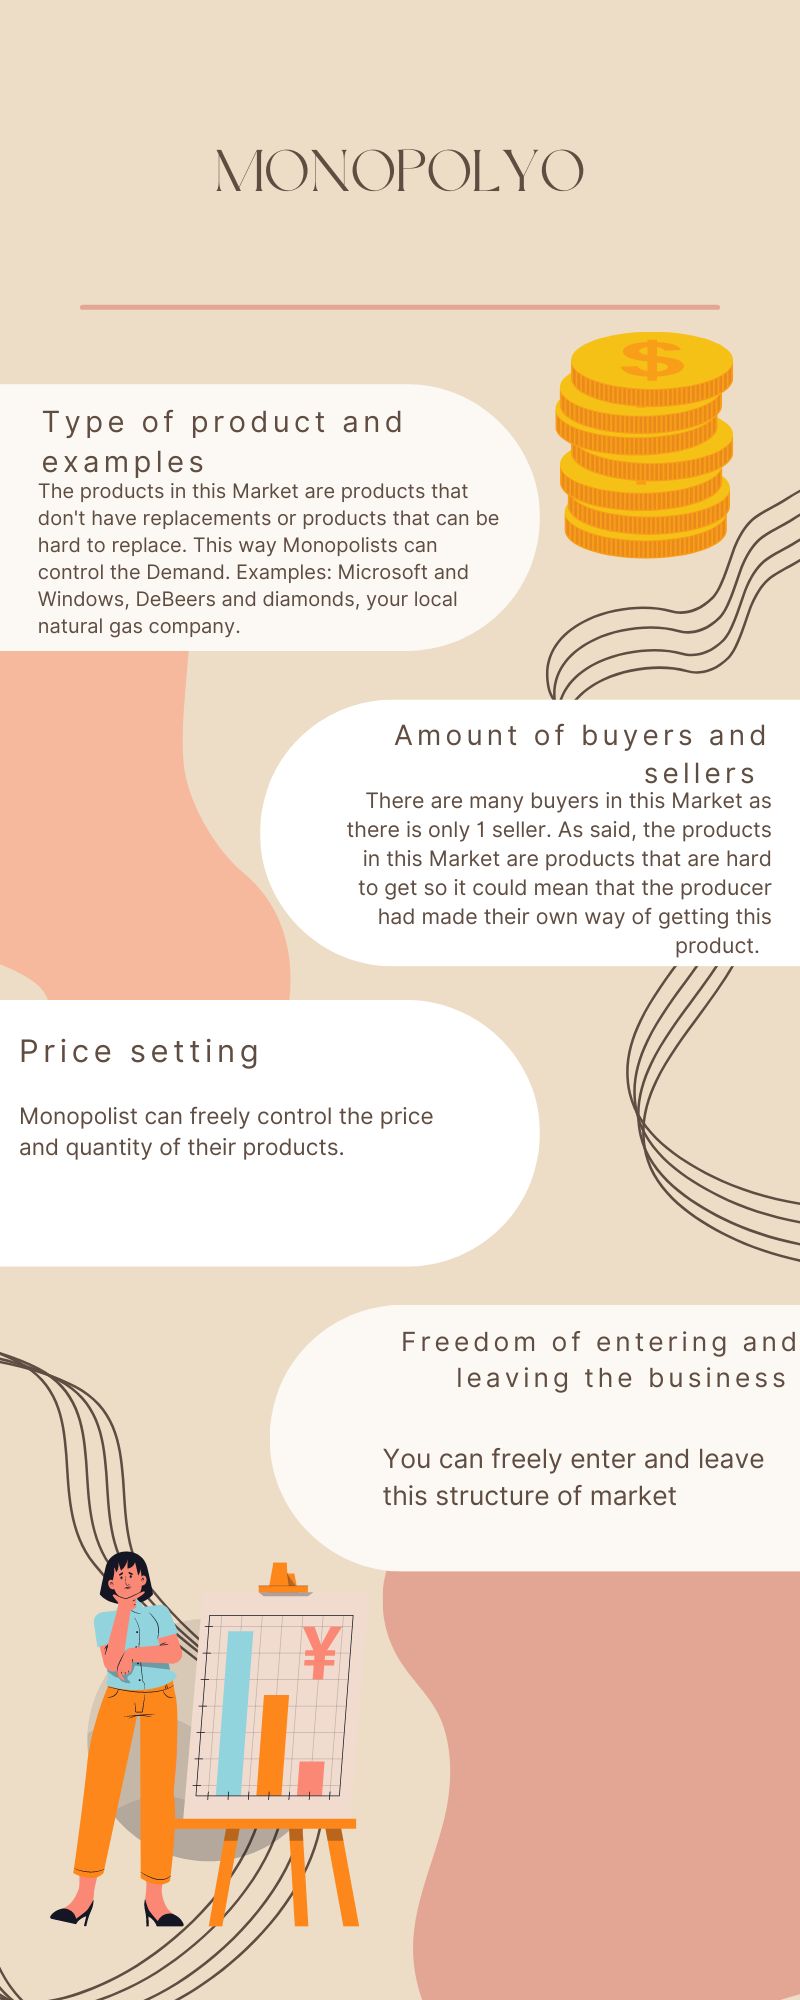 MONOPOLYO
$
Type of product and
examples
The products in this Market are products that
don't have replacements or products that can be
hard to replace. This way Monopolists can
control the Demand. Examples: Microsoft and
Windows, DeBeers and diamonds, your local
natural gas company.
Amount of buyers and
sellers
There are many buyers in this Market as
there is only 1 seller. As said, the products
in this Market are products that are hard
to get so it could mean that the producer
had made their own way of getting this
product.
Price setting
Monopolist can freely control the price
and quantity of their products.
Freedom of entering and
leaving the business
You can freely enter and leave
this structure of market
¥